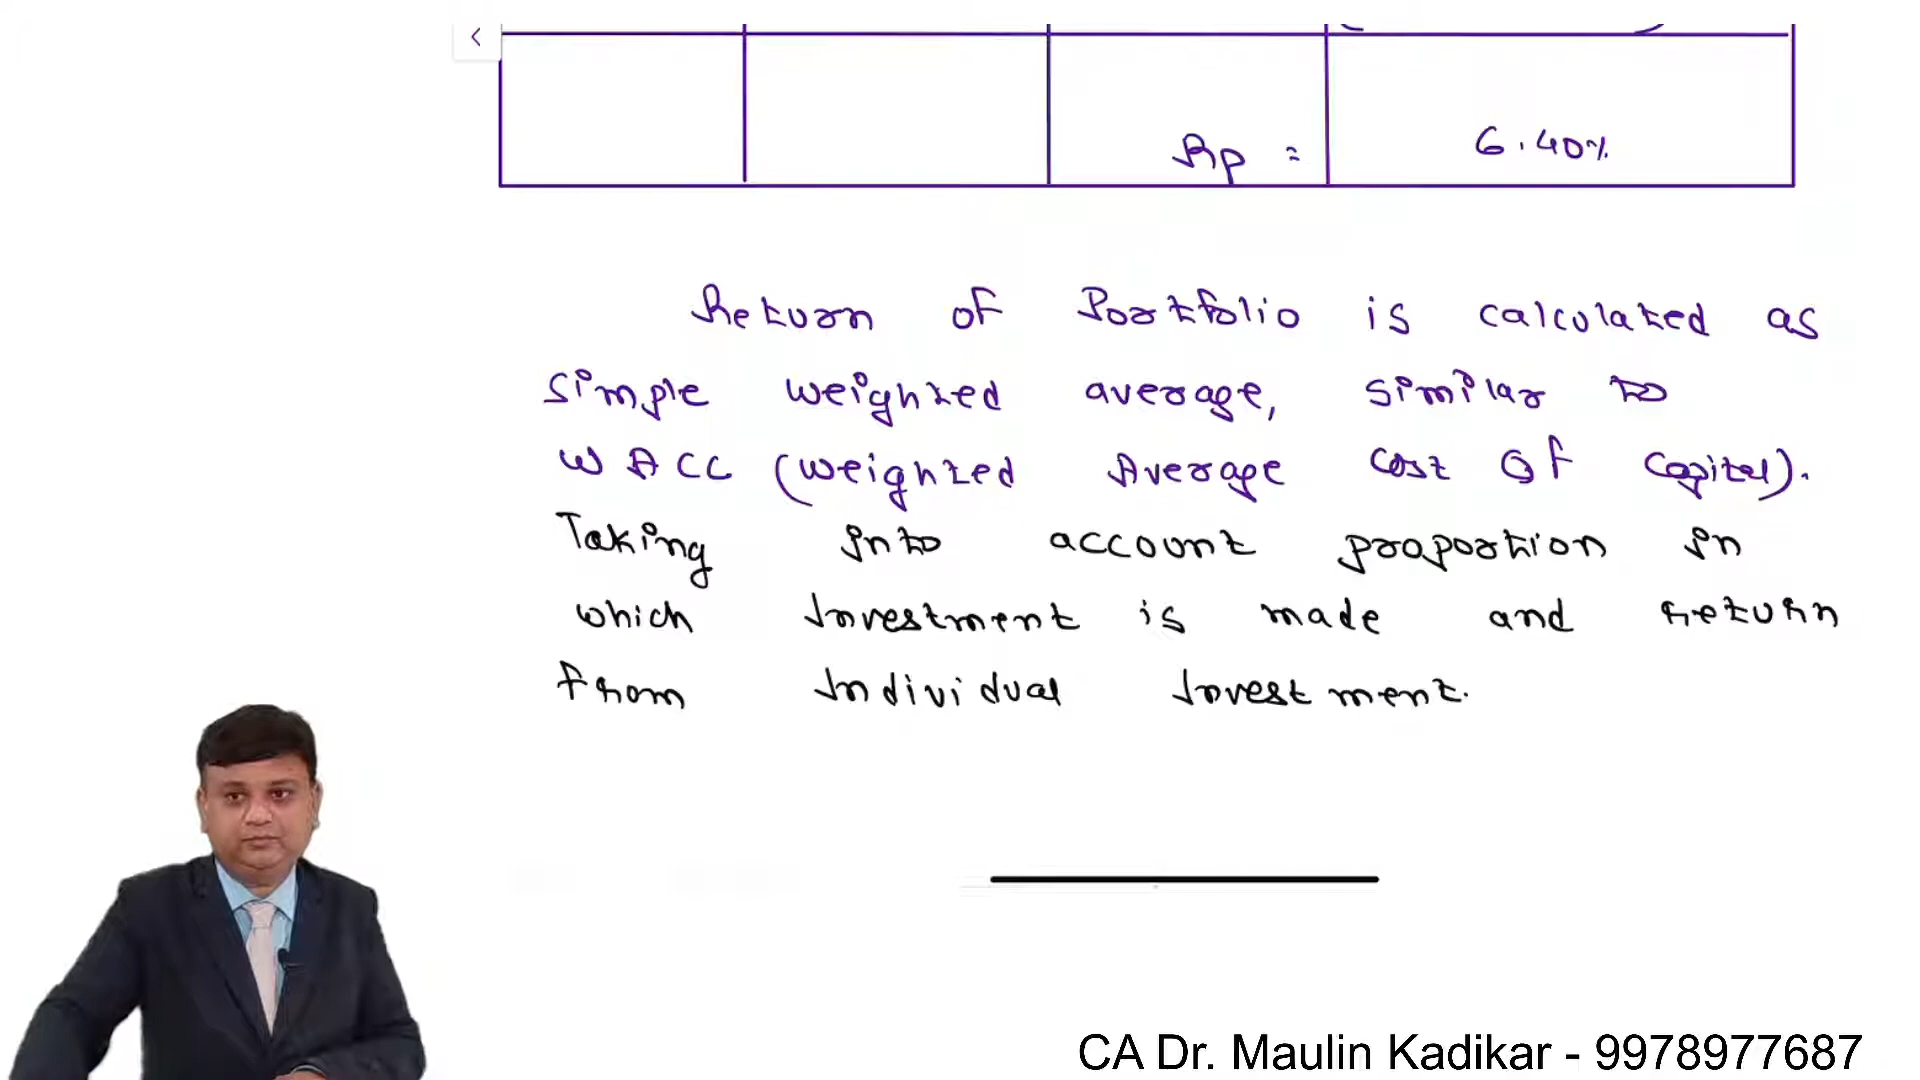 Rp = 6.40%
Return of Portfolio is calculated as
simple weighted average, similar to
WACC (Weighted Average Cost Of Capital).
Taking into account proportion in
which Investment is made and return
from Individual Investment.
CA Dr. Maulin Kadikar - 9978977687